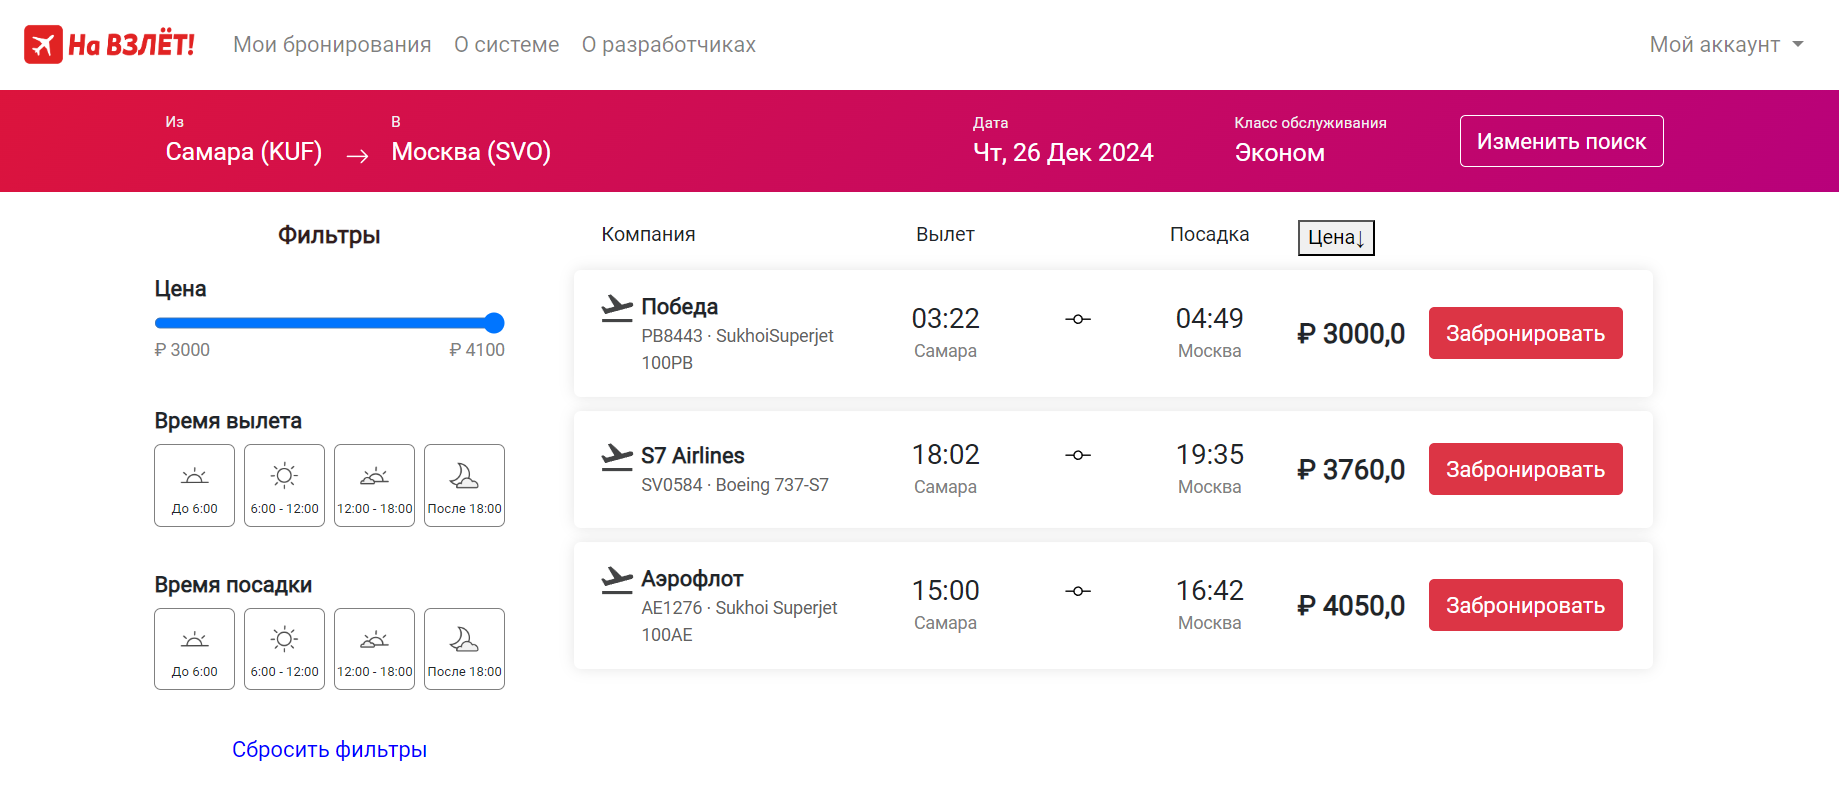 На ВЗЛЁТ!
Мои бронирования
О системе
О разработчиках
Мой аккаунт
Из
Самара (KUF)
→
В
Москва (SVO)
Дата
Чт, 26 Дек 2024
Класс обслуживания
Эконом
Изменить поиск
Фильтры
Цена
₽ 3000
₽ 4100
Время вылета
До 6:00
6:00 - 12:00
12:00 - 18:00
После 18:00
Время посадки
До 6:00
6:00 - 12:00
12:00 - 18:00
После 18:00
Сбросить фильтры
Компания
Вылет
Посадка
Цена↓
Победа
PB8443 · SukhoiSuperjet
100PB
03:22
Самара
04:49
Москва
₽ 3000,0
Забронировать
S7 Airlines
SV0584 · Boeing 737-S7
18:02
Самара
19:35
Москва
₽ 3760,0
Забронировать
Аэрофлот
AE1276 · Sukhoi Superjet
100AE
15:00
Самара
16:42
Москва
₽ 4050,0
Забронировать